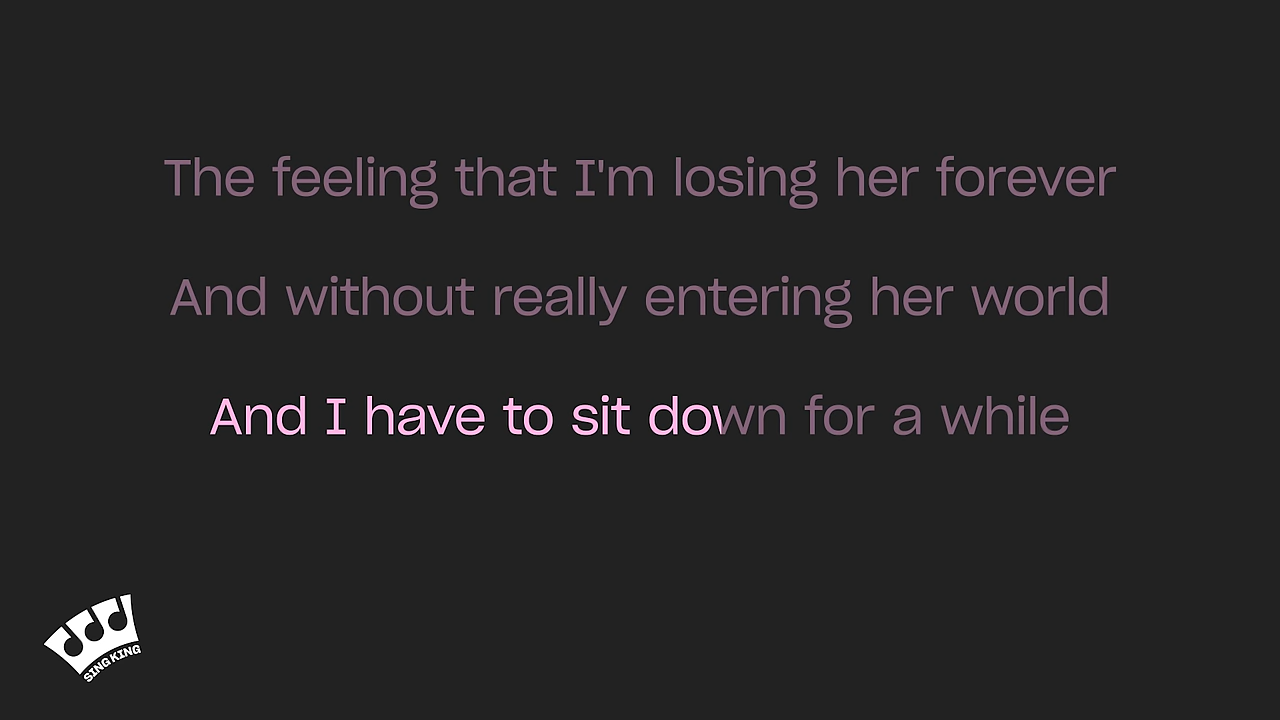 The feeling that I'm losing her forever
And without really entering her world
And I have to sit down for a while
SING KING